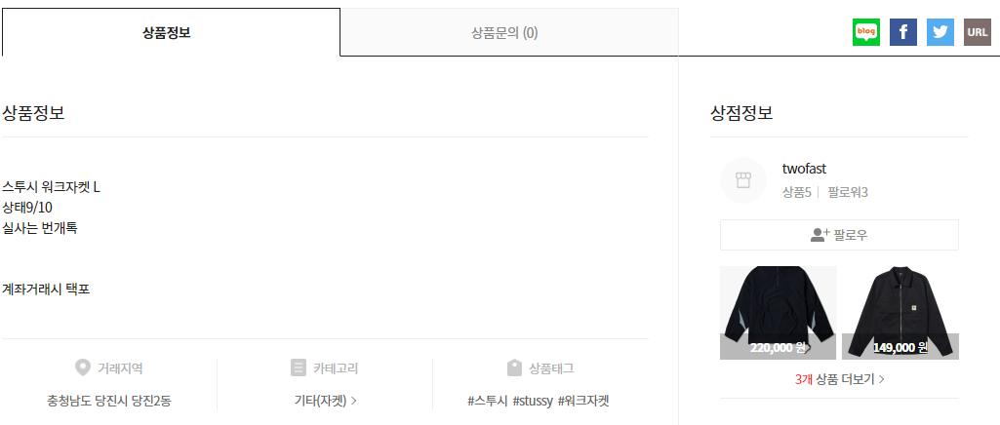 상품정보
상품문의 (0)
blog
f
URL
상품정보
스투시 워크자켓 L
상태9/10
실사는 번개톡
계좌거래시 택포
거래지역
카테고리
상품태그
충청남도 당진시 당진2동
기타(자켓) >
#스투시 #stussy #워크자켓
상점정보
twofast
상품5 | 팔로워3
팔로우
220,000 원
149,000 원
3개 상품 더보기 >